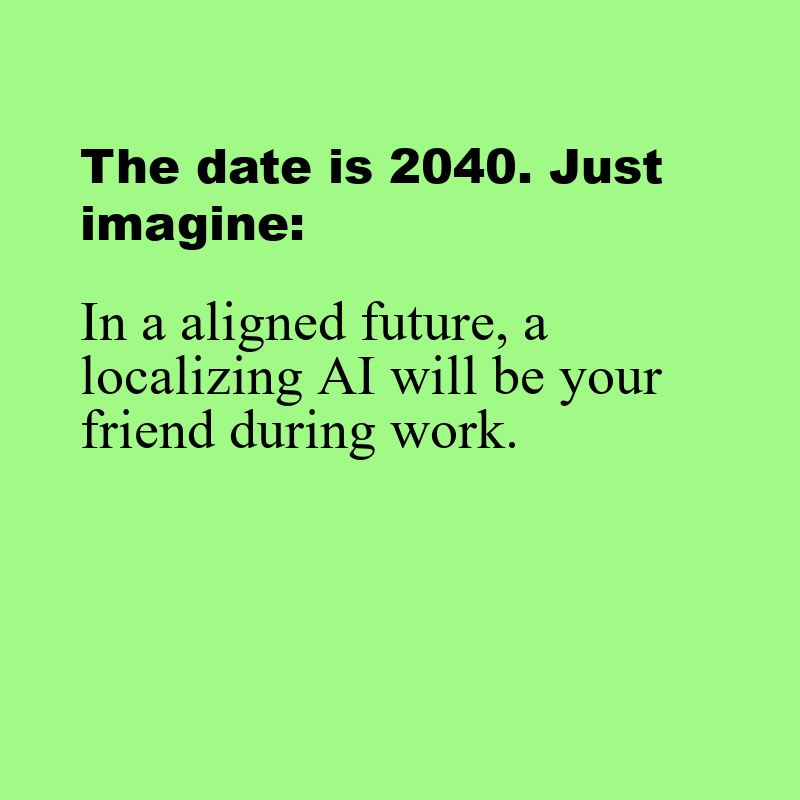 The date is 2040. Just
imagine:
In a aligned future, a
localizing AI will be your
friend during work.